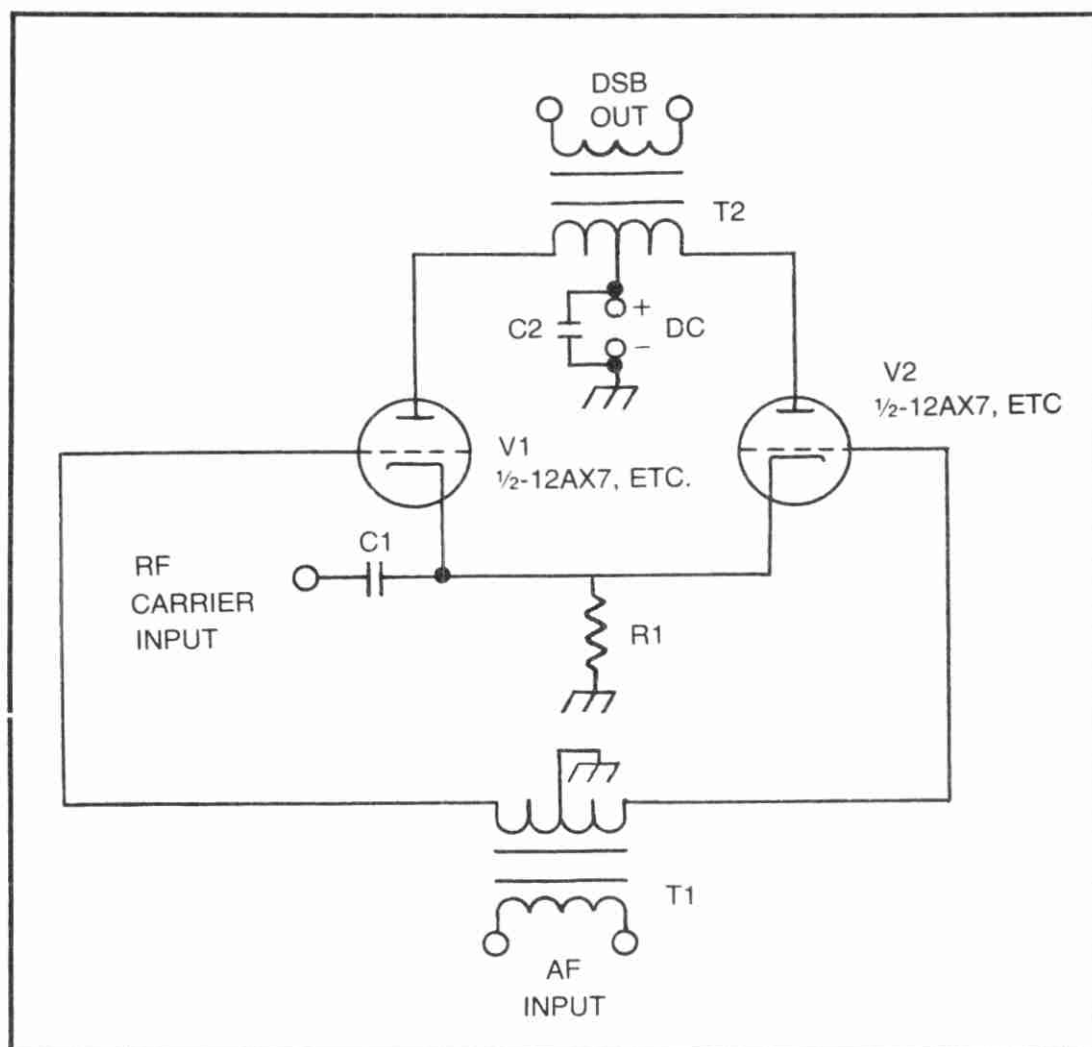 DSB
OUT
T2
C2
+
DC
−
V2
½-12AX7, ETC
V1
½-12AX7, ETC.
C1
RF
CARRIER
INPUT
R1
T1
AF
INPUT